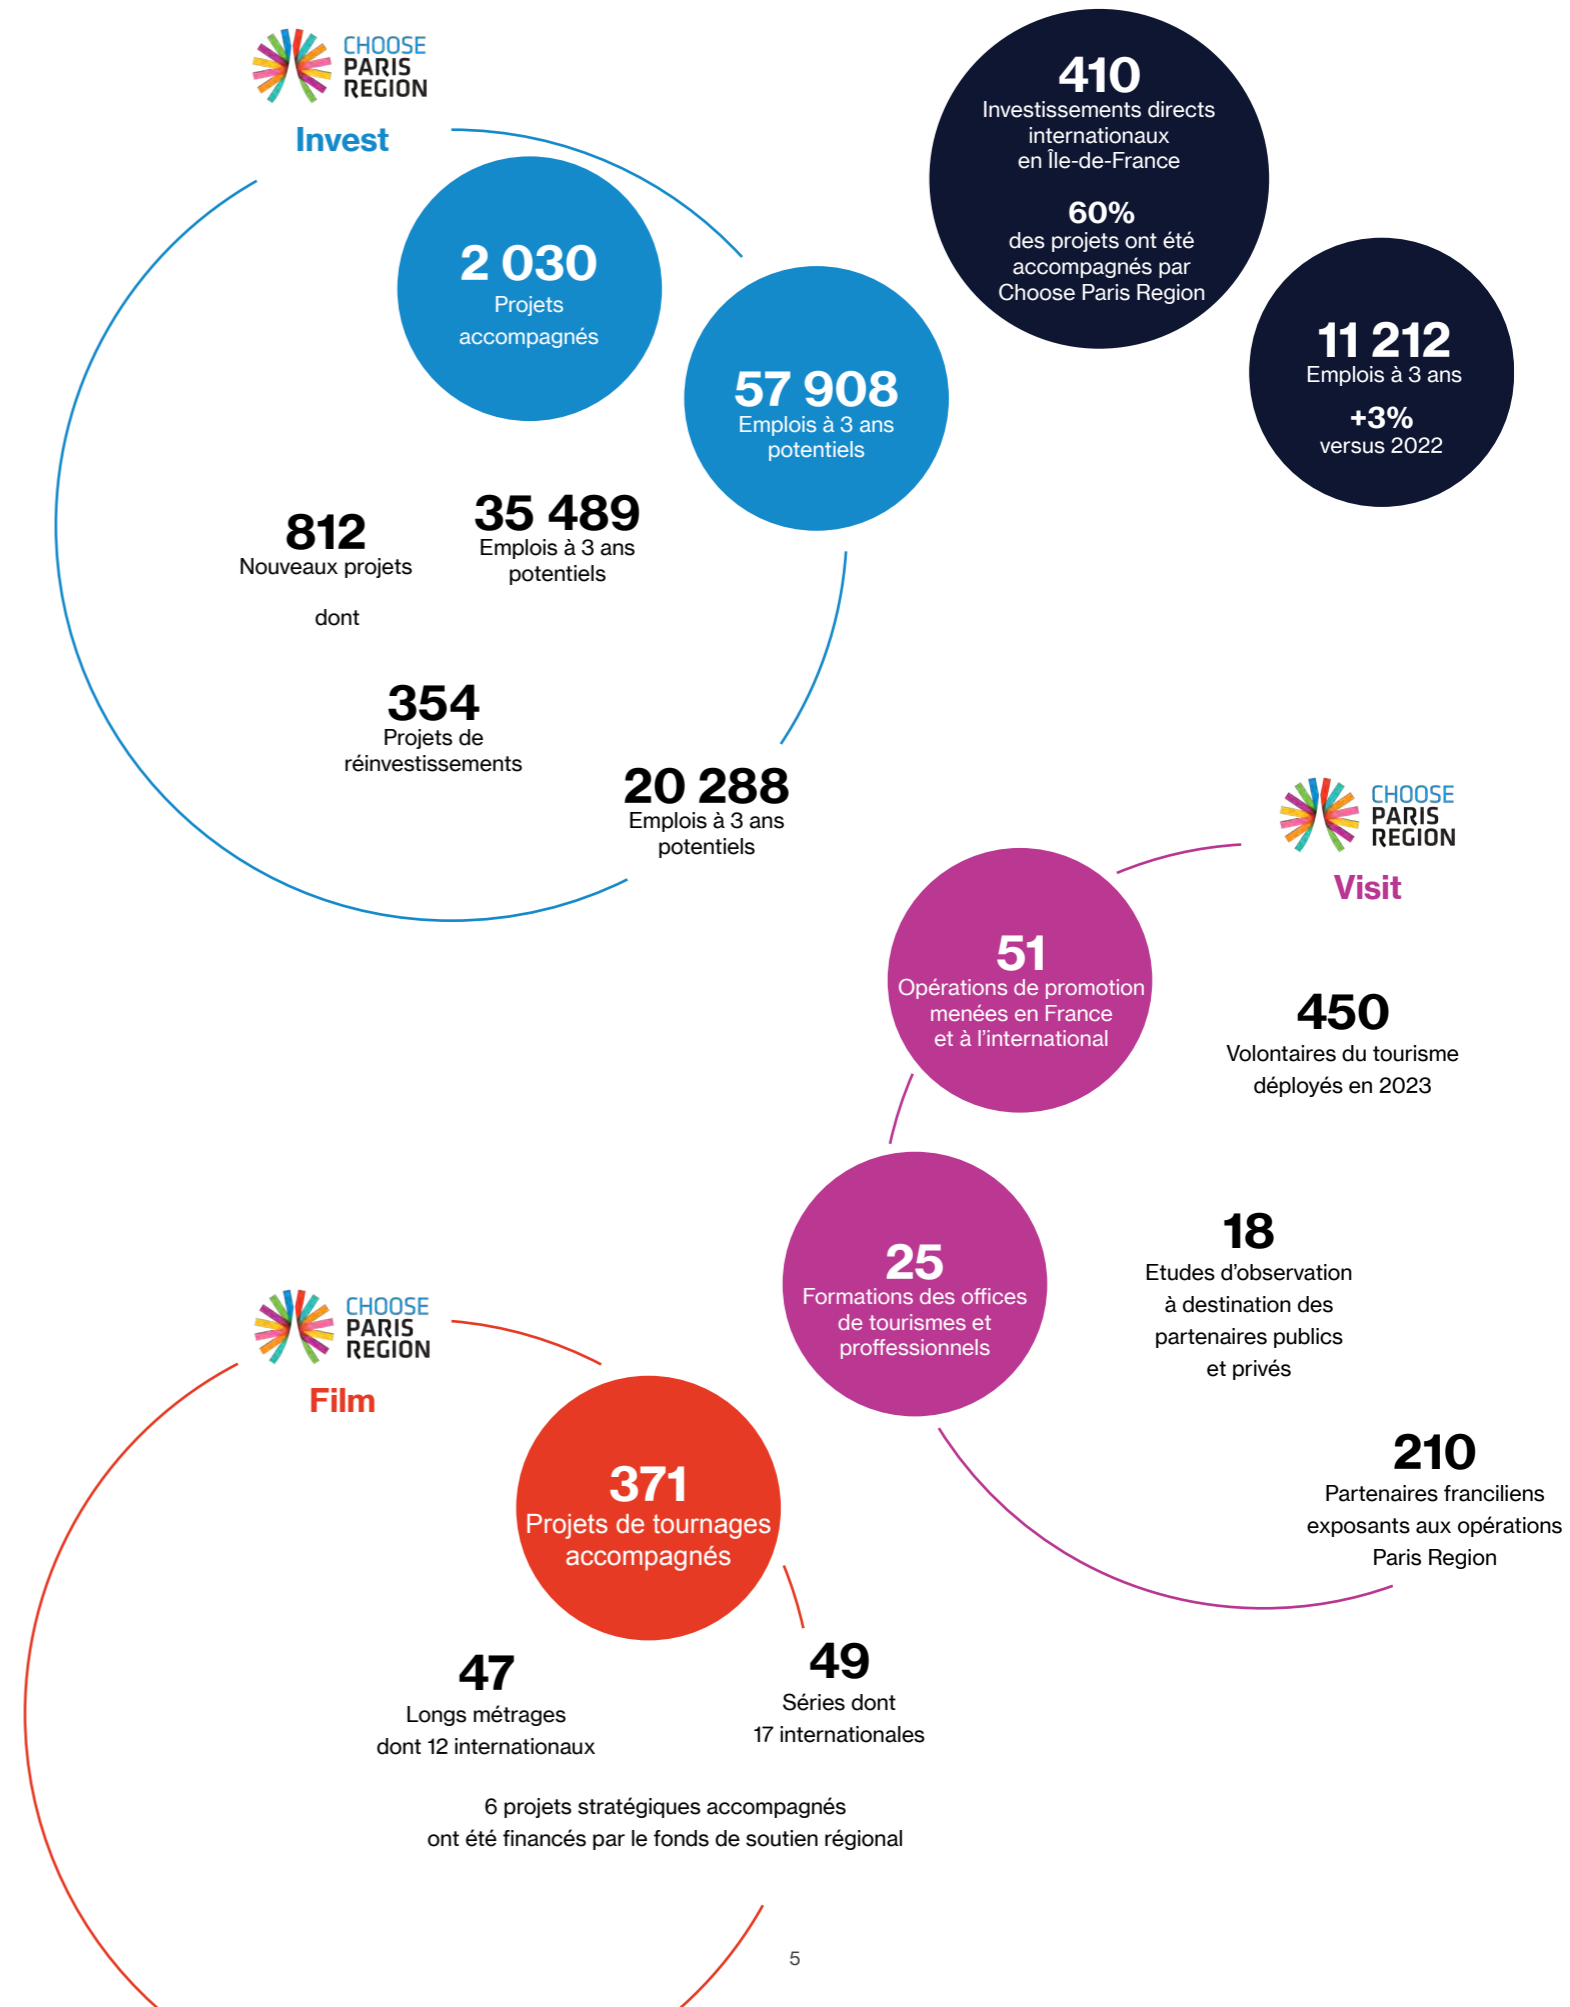 CHOOSE
PARIS
REGION
Invest
2 030
Projets
accompagnés
57 908
Emplois à 3 ans
potentiels
812
Nouveaux projets
dont
35 489
Emplois à 3 ans
potentiels
354
Projets de
réinvestissements
20 288
Emplois à 3 ans
potentiels
410
Investissements directs
internationaux
en Île-de-France
60%
des projets ont été
accompagnés par
Choose Paris Region
11 212
Emplois à 3 ans
+3%
versus 2022
CHOOSE
PARIS
REGION
Visit
51
Opérations de promotion
menées en France
et à l'international
450
Volontaires du tourisme
déployés en 2023
25
Formations des offices
de tourismes et
proffessionnels
18
Etudes d'observation
à destination des
partenaires publics
et privés
210
Partenaires franciliens
exposants aux opérations
Paris Region
CHOOSE
PARIS
REGION
Film
371
Projets de tournages
accompagnés
47
Longs métrages
dont 12 internationaux
49
Séries dont
17 internationales
6 projets stratégiques accompagnés
ont été financés par le fonds de soutien régional
5